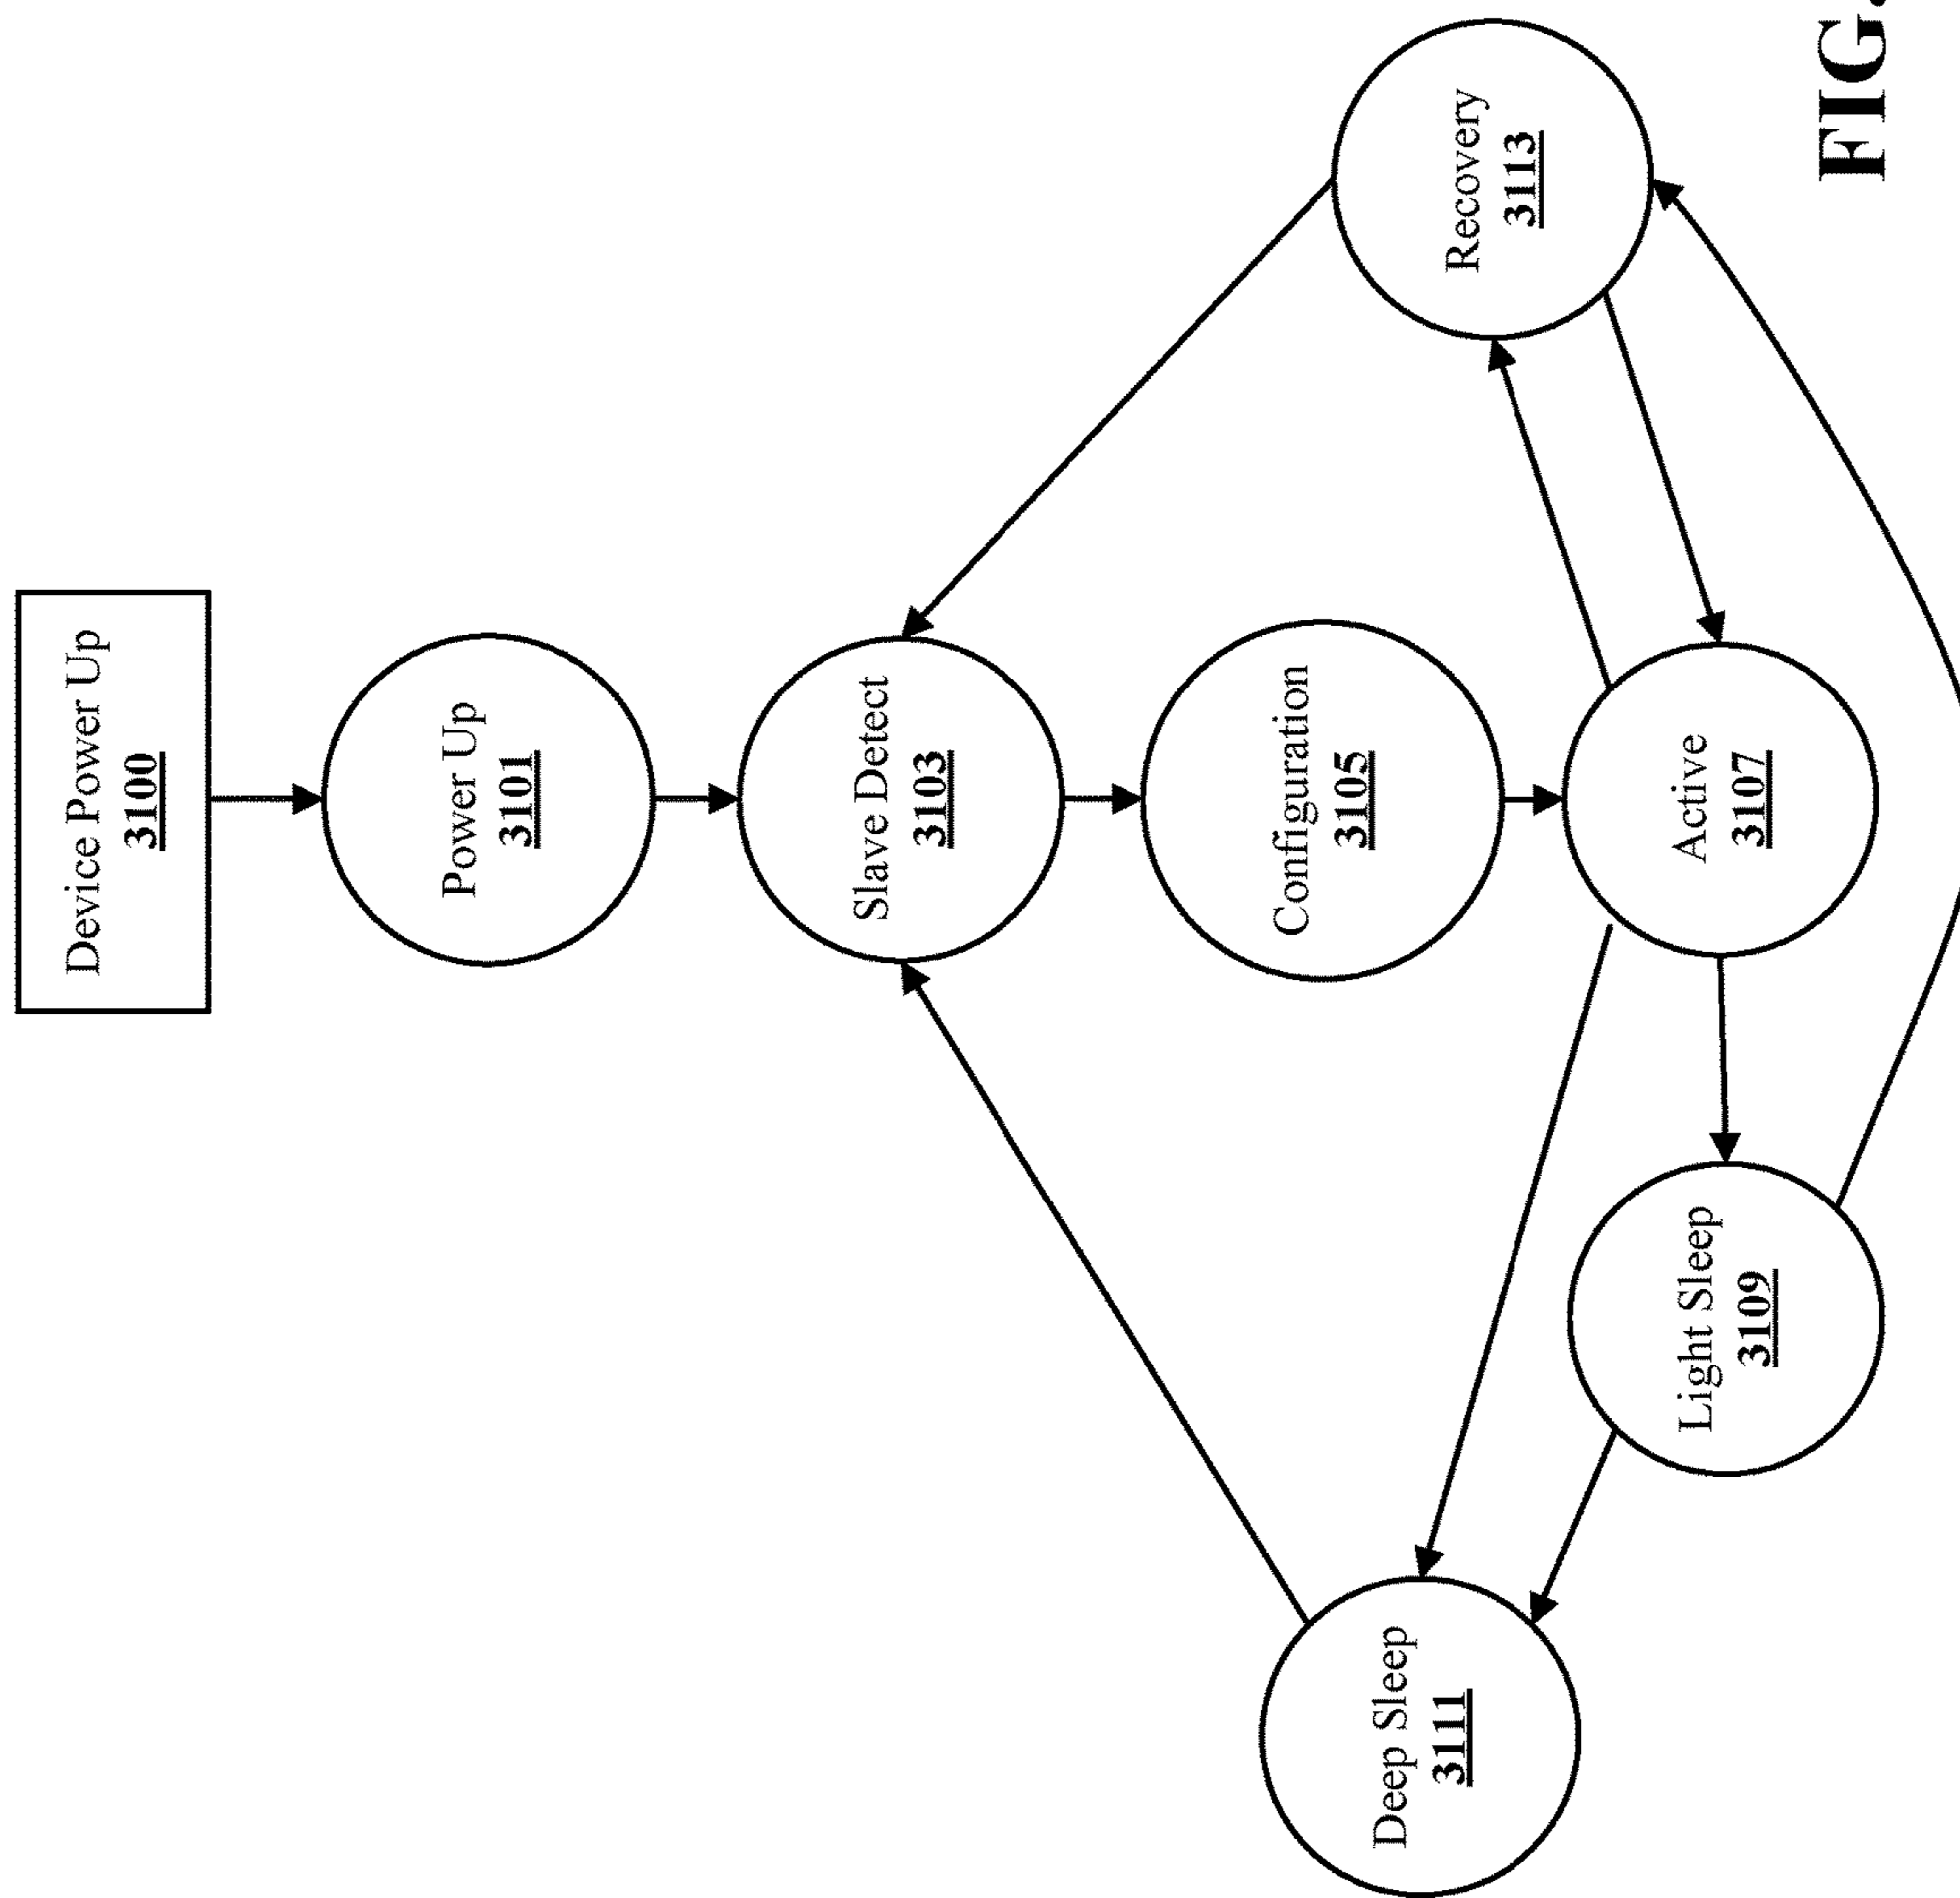 Device Power Up
3100
Power Up
3101
Slave Detect
3103
Configuration
3105
Active
3107
Light Sleep
3109
Deep Sleep
3111
Recovery
3113
FIG.